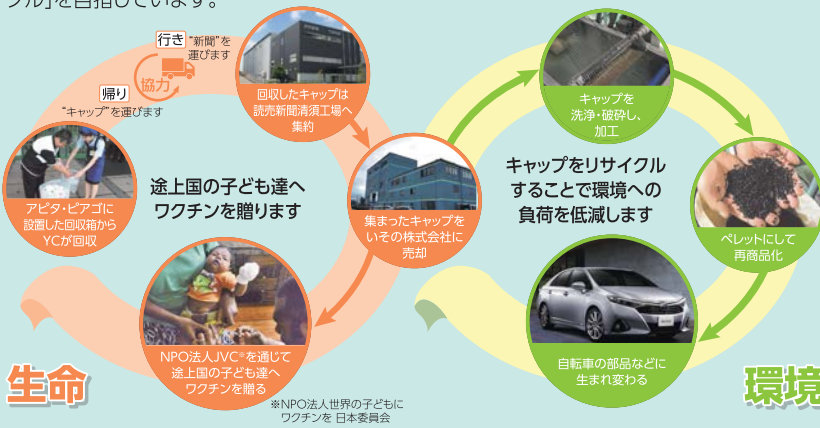 クル」を目指しています。
行き
"新聞"を
運びます
協力
帰り
"キャップ"を運びます
回収したキャップは
読売新聞清須工場へ
集約
アピタ・ピアゴに
設置した回収箱から
YCが回収
途上国の子ども達へ
ワクチンを贈ります
集まったキャップを
いその株式会社に
売却
NPO法人JVC※を通じて
途上国の子ども達へ
ワクチンを贈る
※NPO法人世界の子どもに
ワクチンを 日本委員会
生命
キャップを
洗浄・破砕し、
加工
キャップをリサイクル
することで環境への
負荷を低減します
ペレットにして
再商品化
自転車の部品などに
生まれ変わる
環境